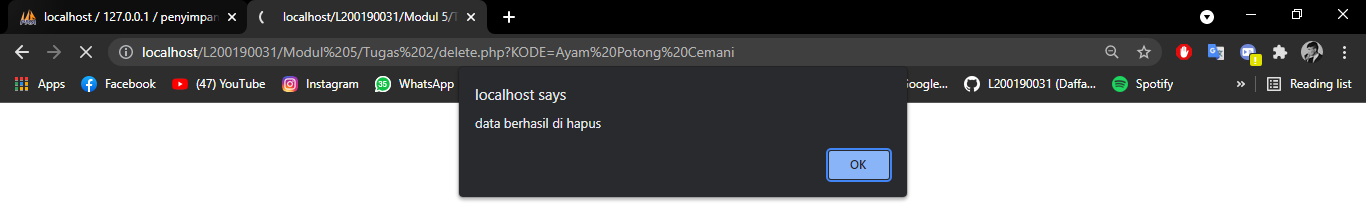 localhost / 127.0.0.1 / penyimpan
localhost/L200190031/Modul 5/T
localhost/L200190031/Modul%205/Tugas%202/delete.php?KODE=Ayam%20Potong%20Cemani
Apps Facebook (47) YouTube Instagram 35 WhatsApp Google... L200190031 (Daffa... Spotify » Reading list
localhost says
data berhasil di hapus
OK